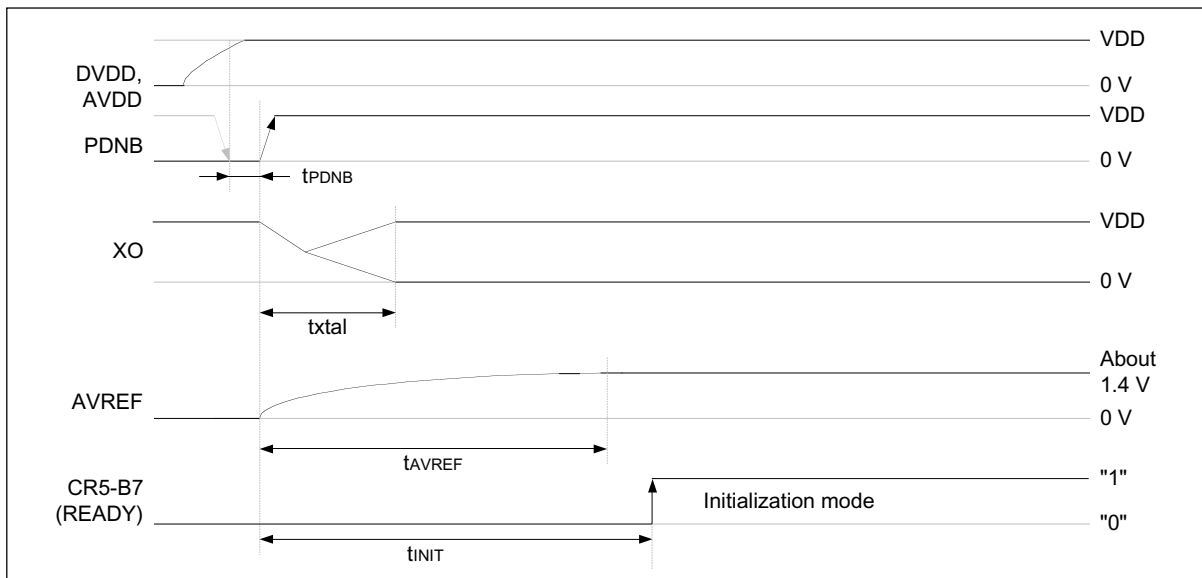 VDD
DVDD,
AVDD
0 V
VDD
PDNB
0 V
tPDNB
VDD
XO
0 V
txtal
About
1.4 V
AVREF
0 V
tAVREF
CR5-B7
(READY)
"1"
Initialization mode
"0"
tINIT